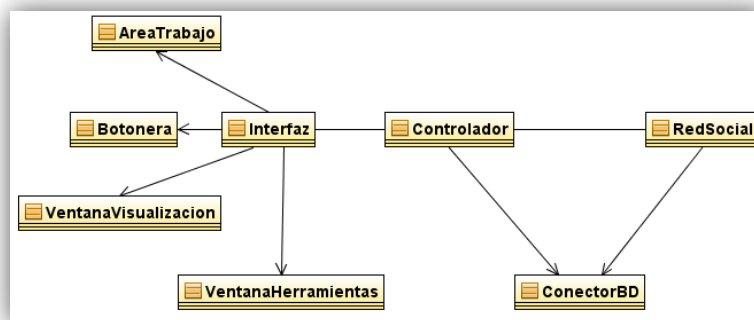 AreaTrabajo
Botonera
Interfaz
Controlador
RedSocial
VentanaVisualizacion
VentanaHerramientas
ConectorBD